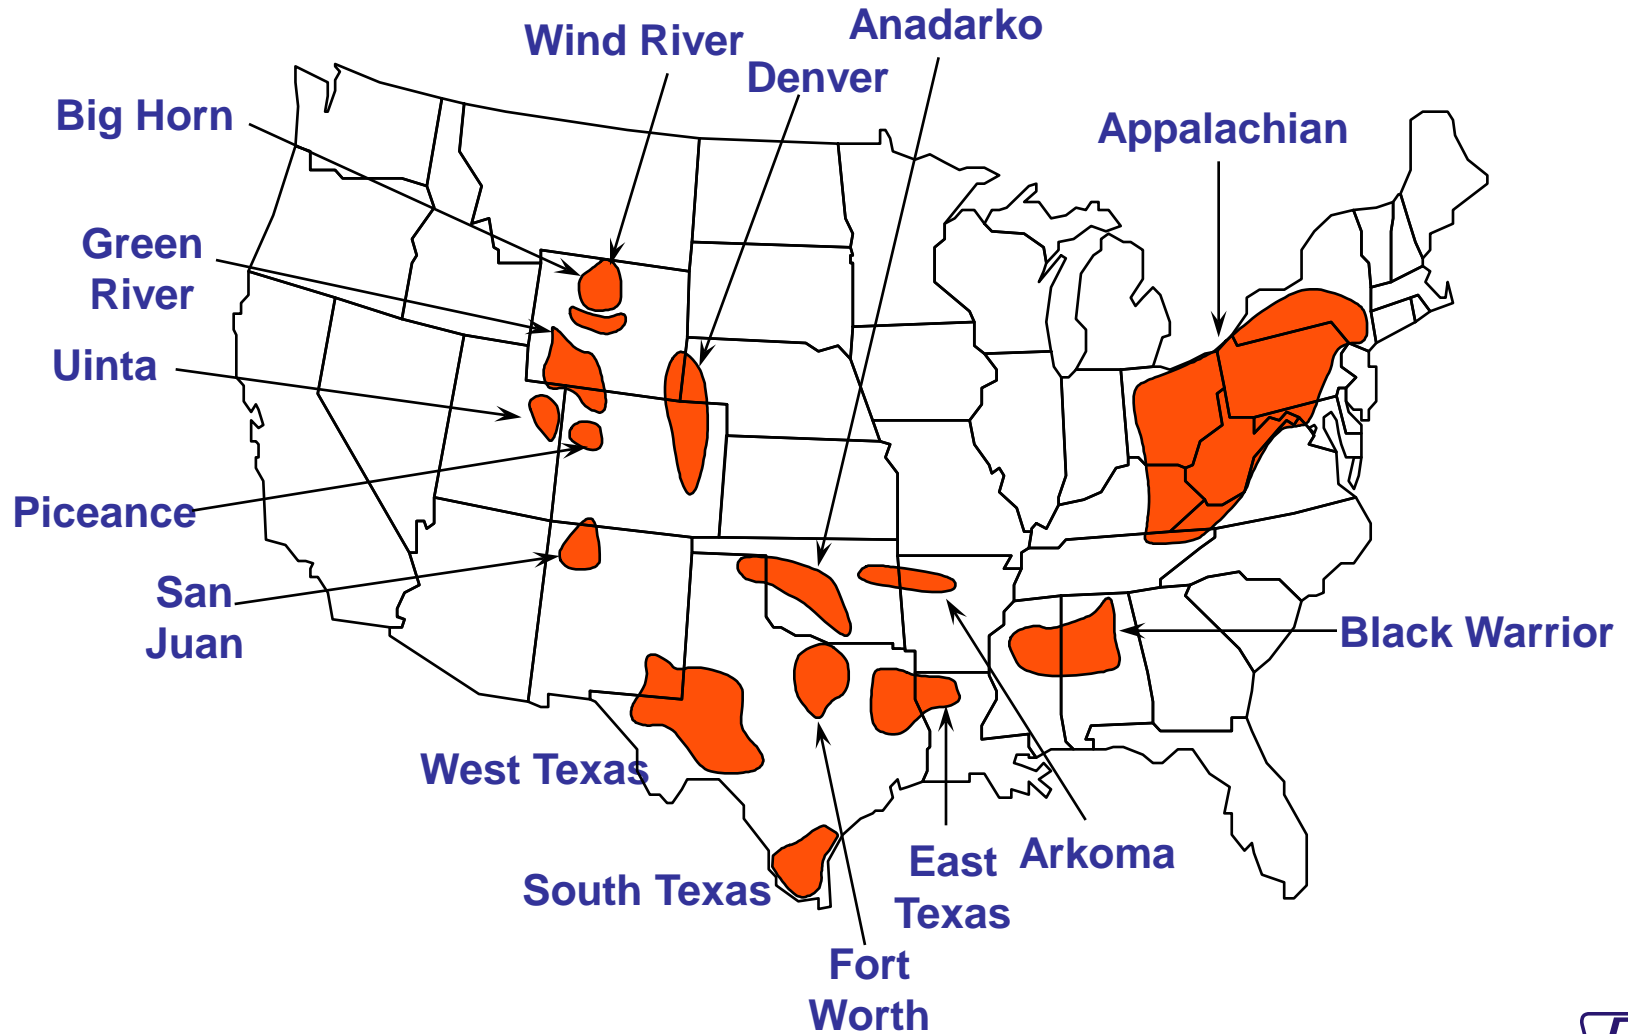 Wind River
Anadarko
Denver
Big Horn
Appalachian
Green
River
Uinta
Piceance
San
Juan
Black Warrior
West Texas
South Texas
East
Texas
Arkoma
Fort
Worth